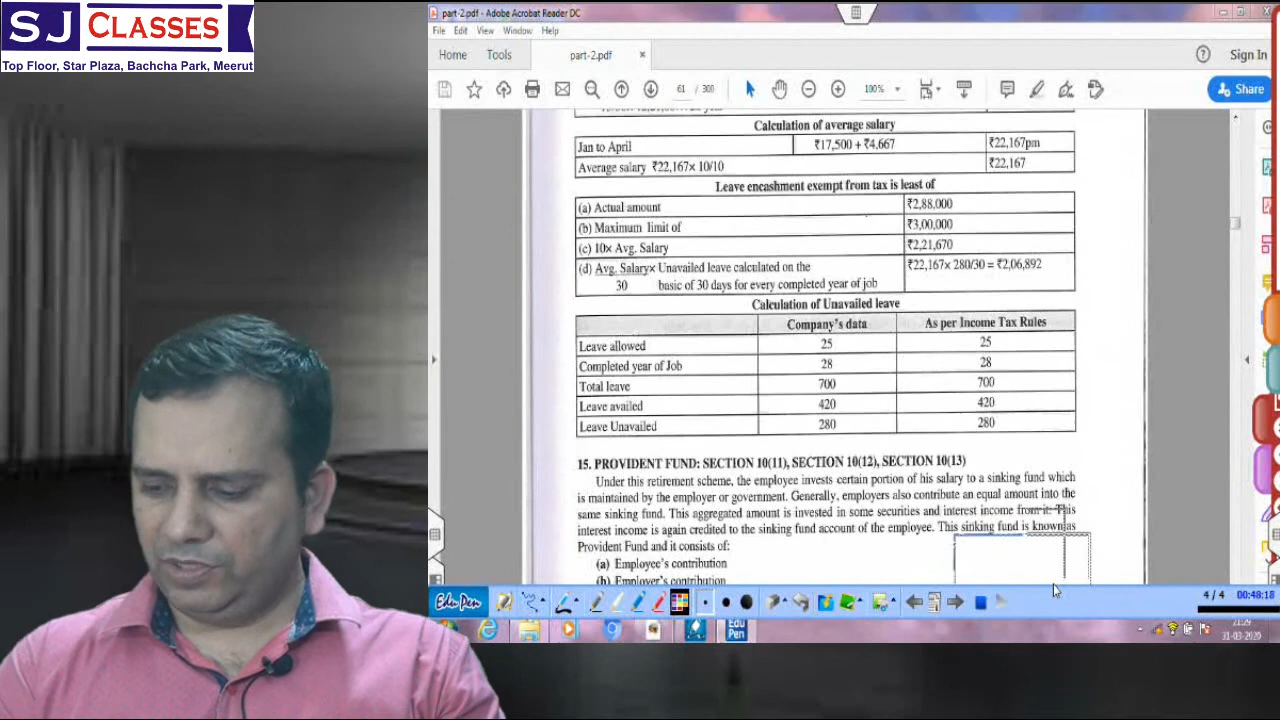 SJ CLASSES
Top Floor, Star Plaza, Bachcha Park, Meerut
part-2.pdf - Adobe Acrobat Reader DC
File Edit View Window Help
Home Tools part-2.pdf × Sign In
61 / 300 100% Share
Calculation of average salary
Jan to April ₹17,500 + ₹4,667 ₹22,167pm
Average salary ₹22,167× 10/10 ₹22,167
Leave encashment exempt from tax is least of
(a) Actual amount ₹2,88,000
(b) Maximum limit of ₹3,00,000
(c) 10× Avg. Salary ₹2,21,670
(d) Avg. Salary× Unavailed leave calculated on the ₹22,167× 280/30 = ₹2,06,892
30 basic of 30 days for every completed year of job
Calculation of Unavailed leave
Company's data As per Income Tax Rules
Leave allowed 25 25
Completed year of Job 28 28
Total leave 700 700
Leave availed 420 420
Leave Unavailed 280 280
15. PROVIDENT FUND: SECTION 10(11), SECTION 10(12), SECTION 10(13)
Under this retirement scheme, the employee invests certain portion of his salary to a sinking fund which
is maintained by the employer or government. Generally, employers also contribute an equal amount into the
same sinking fund. This aggregated amount is invested in some securities and interest income from it. This
interest income is again credited to the sinking fund account of the employee. This sinking fund is known as
Provident Fund and it consists of:
(a) Employee's contribution
(b) Employer's contribution
Edu Pen 4 / 4 00:48:18
Edu Pen
21:29
31-03-2020